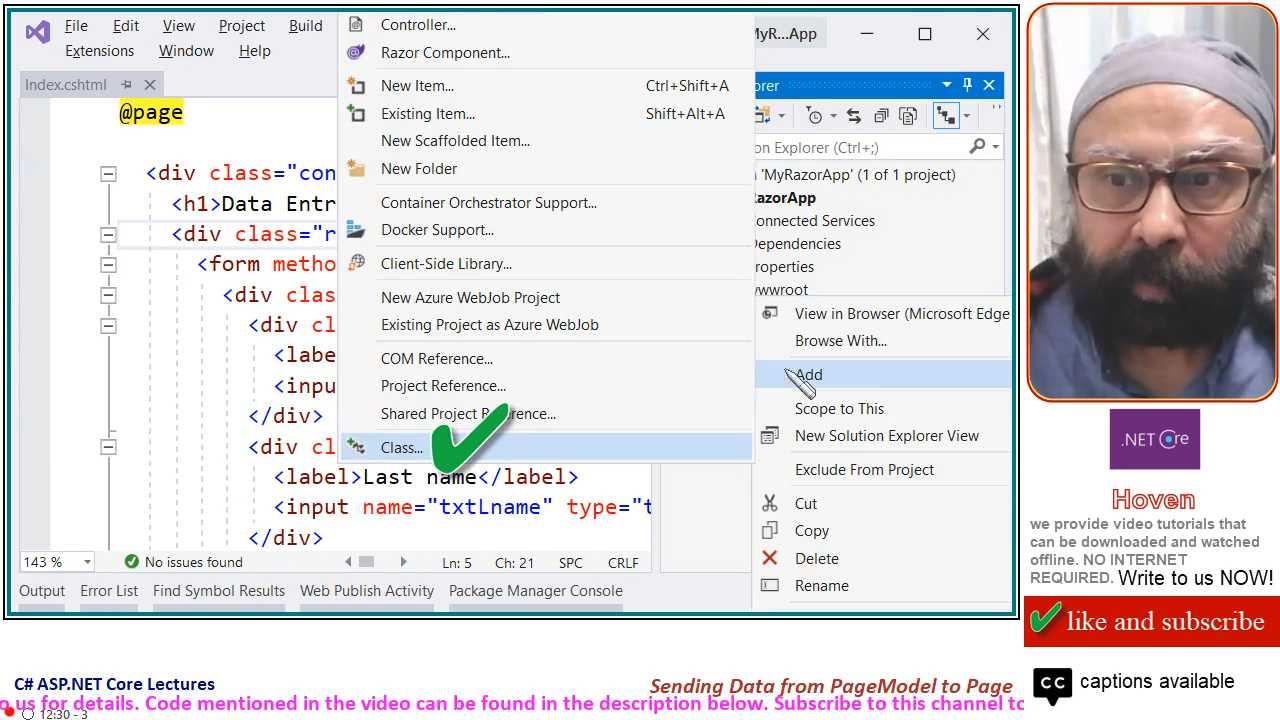 File Edit View Project Build
Extensions Window Help
Index.cshtml
@page
<div class="con
<h1>Data Entr
<div class="r
<form metho
<div clas
<div cl
<labe
<inpu
</div>
<div cl
<label>Last name</label>
<input name="txtLname" type="t
</div>
143 % No issues found Ln: 5 Ch: 21 SPC CRLF
Output Error List Find Symbol Results Web Publish Activity Package Manager Console
Controller...
Razor Component...
New Item... Ctrl+Shift+A
Existing Item... Shift+Alt+A
New Scaffolded Item...
New Folder
Container Orchestrator Support...
Docker Support...
Client-Side Library...
New Azure WebJob Project
Existing Project as Azure WebJob
COM Reference...
Project Reference...
Shared Project Reference...
Class...
MyR...App
orer
on Explorer (Ctrl+;)
'MyRazorApp' (1 of 1 project)
RazorApp
onnected Services
ependencies
roperties
wwroot
View in Browser (Microsoft Edge
Browse With...
Add
Scope to This
New Solution Explorer View
Exclude From Project
Cut
Copy
Delete
Rename
.NET Core
Hoven
we provide video tutorials that
can be downloaded and watched
offline. NO INTERNET
REQUIRED. Write to us NOW!
like and subscribe
CC captions available
C# ASP.NET Core Lectures
Sending Data from PageModel to Page
o us for details. Code mentioned in the video can be found in the description below. Subscribe to this channel to
12:30 - 3